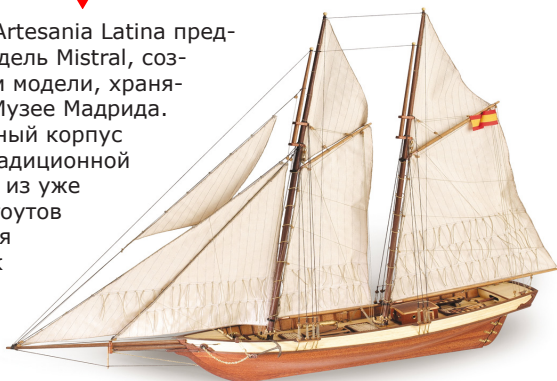 Artesania Latina пред-
дель Mistral, соз-
и модели, храня-
Музее Мадрида.
ный корпус
адиционной
из уже
оутов
я
к